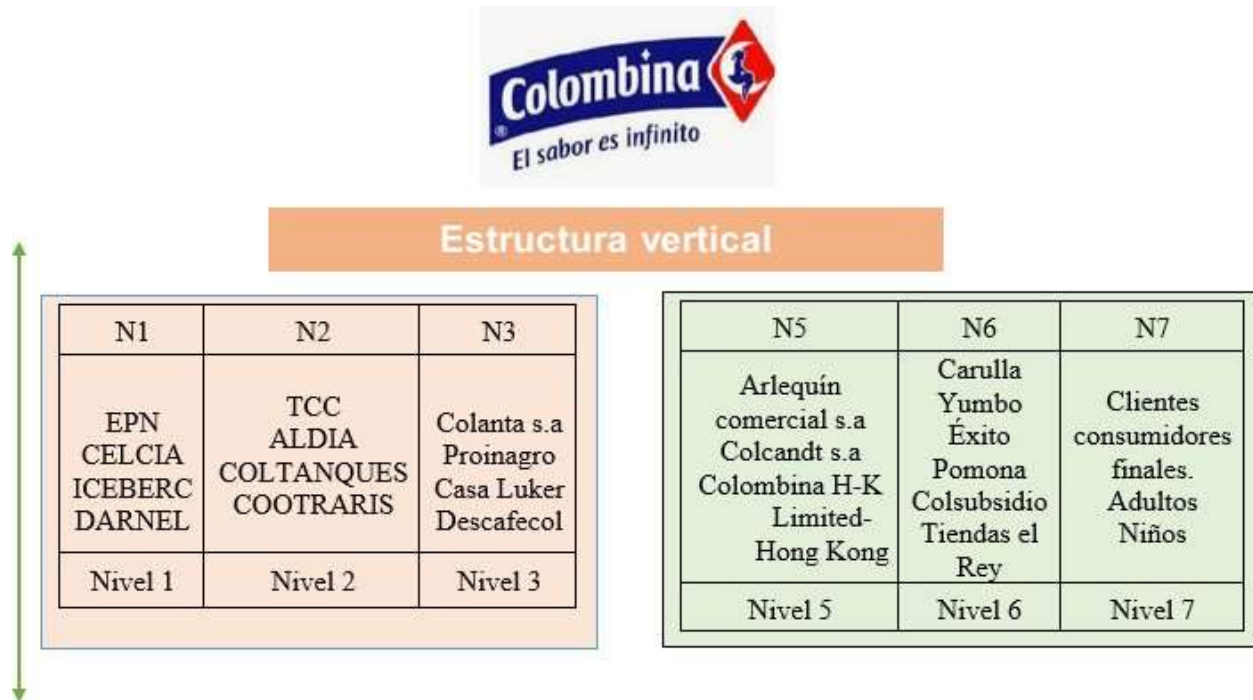 Colombina
®
El sabor es infinito
Estructura vertical
N1
N2
N3
EPN
CELCIA
ICEBERC
DARNEL
TCC
ALDIA
COLTANQUES
COOTRARIS
Colanta s.a
Proinagro
Casa Luker
Descafecol
Nivel 1
Nivel 2
Nivel 3
N5
N6
N7
Arlequín
comercial s.a
Colcandt s.a
Colombina H-K
Limited-
Hong Kong
Carulla
Yumbo
Éxito
Pomona
Colsubsidio
Tiendas el
Rey
Clientes
consumidores
finales.
Adultos
Niños
Nivel 5
Nivel 6
Nivel 7